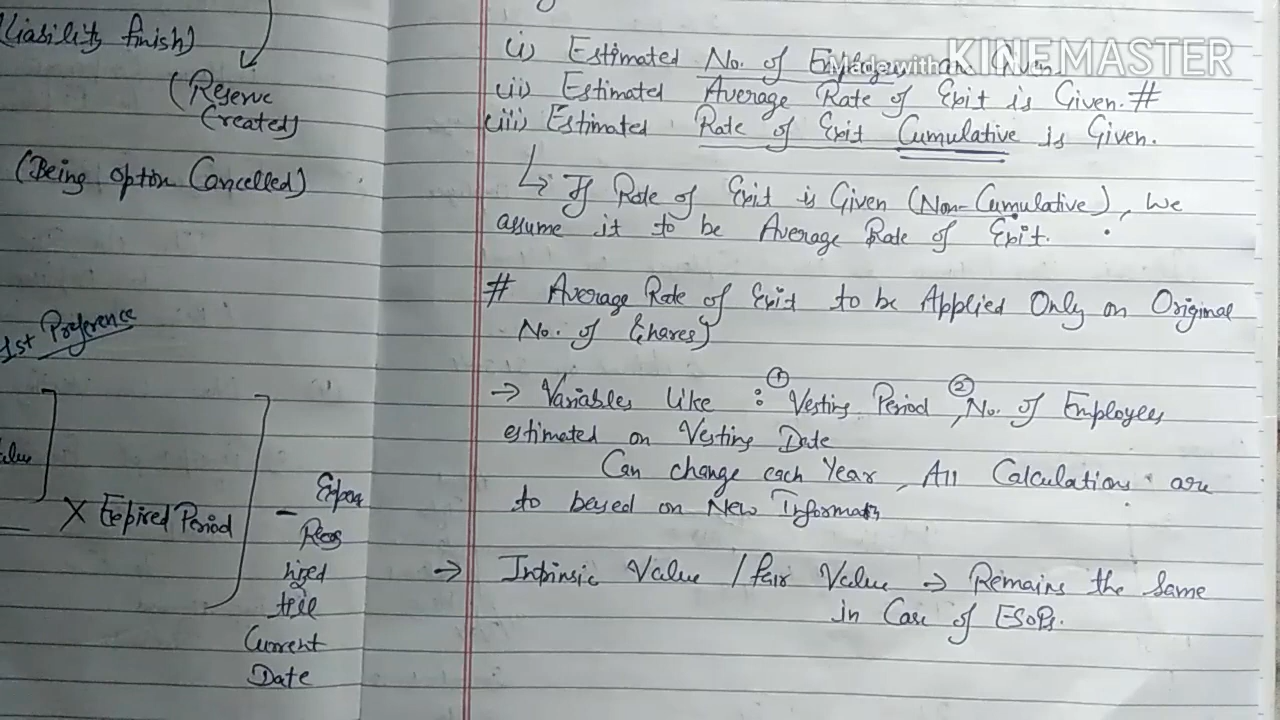 (Liability finish)
(Reserve
Created)
(Being option Cancelled)
1st Preference
X Expired Period
-
till
Current
Date
(i) Estimated No. of Employees are Given
Made with KINEMASTER
(ii) Estimated Average Rate of Exit is Given. #
(iii) Estimated Rate of Exit Cumulative is Given.
↳ If Rate of Exit is Given (Non-Cumulative), we
assume it to be Average Rate of Exit.
# Average Rate of Exit to be Applied Only on Original
No. of Shares]
→ Variables like : ① Vesting Period, ② No. of Employees
estimated on Vesting Date
Can change each Year, All Calculations are
to based on New Informatn
→ Intrinsic Value / Fair Value → Remains the Same
in Case of ESOPs.